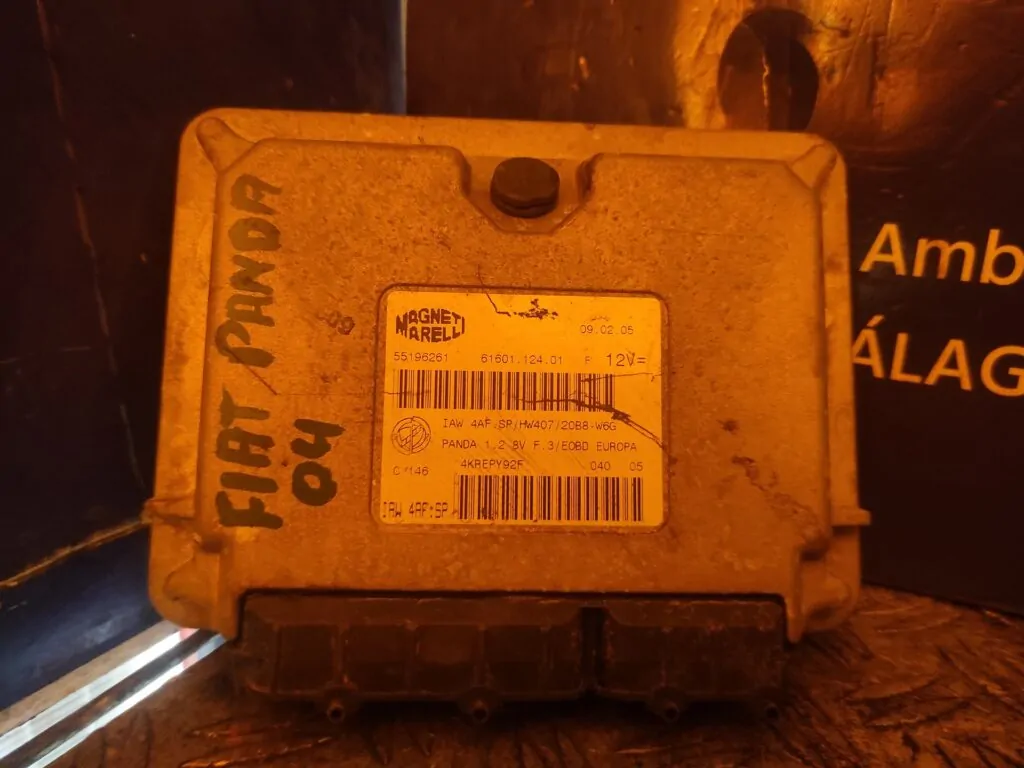 FIAT PANDA
04
MAGNETI
MARELLI
09.02.05
55196261 61601.124.01 12V=
IAW 4AF.SP/HW407/20B8-W6G
PANDA 1.2 8V F.3/EOBD EUROPA
146 4KREPY92F 040 05
IAW 4AF.SP
Amb
ÁLAG